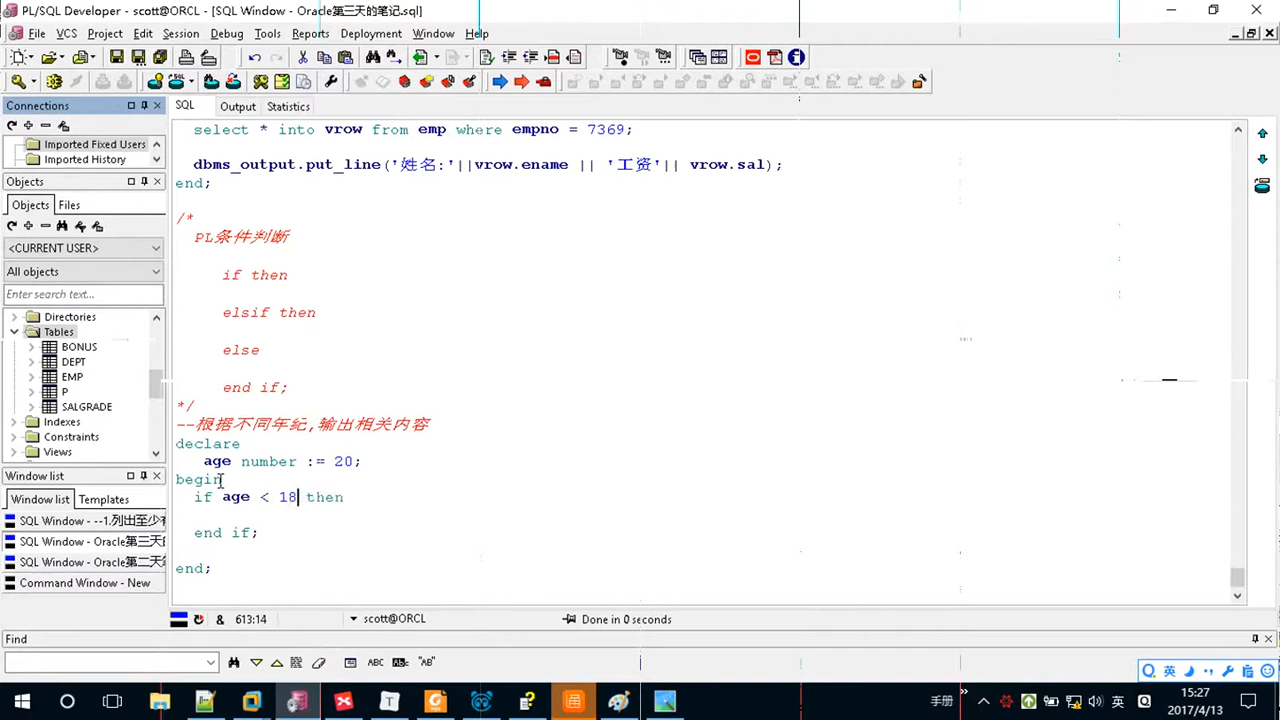 PL/SQL Developer - scott@ORCL - [SQL Window - Oracle第三天的笔记.sql]
File VCS Project Edit Session Debug Tools Reports Deployment Window Help
Connections
Imported Fixed Users
Imported History
Objects
Objects Files
<CURRENT USER>
All objects
Enter search text...
Directories
Tables
BONUS
DEPT
EMP
P
SALGRADE
Indexes
Constraints
Views
Window list
Window list Templates
SQL Window - --1.列出至少有
SQL Window - Oracle第三天的
SQL Window - Oracle第二天笔
Command Window - New
SQL Output Statistics
select * into vrow from emp where empno = 7369;
dbms_output.put_line('姓名:'||vrow.ename || '工资'|| vrow.sal);
end;
/*
PL条件判断
if then
elsif then
else
end if;
*/
--根据不同年纪,输出相关内容
declare
age number := 20;
begin
if age < 18 then
end if;
end;
& 613:14 scott@ORCL Done in 0 seconds
Find
ABC "AB"
英
手册 英 15:27
2017/4/13